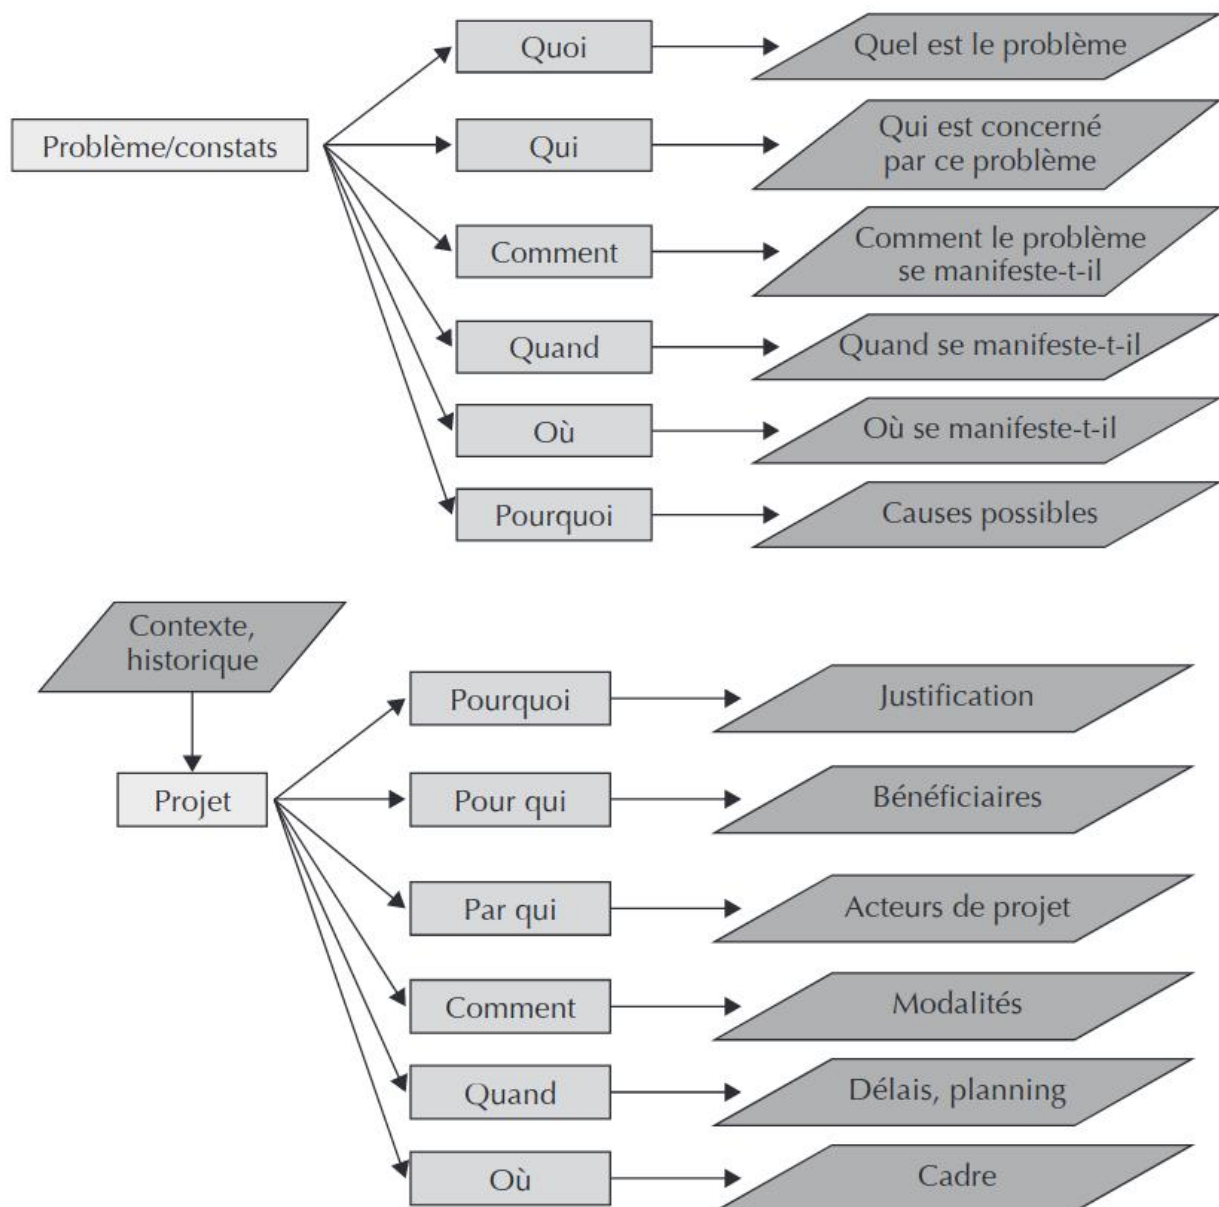 Quoi
Quel est le problème
Problème/constats
Qui
Qui est concerné
par ce problème
Comment
Comment le problème
se manifeste-t-il
Quand
Quand se manifeste-t-il
Où
Où se manifeste-t-il
Pourquoi
Causes possibles
Contexte,
historique
Pourquoi
Justification
Projet
Pour qui
Bénéficiaires
Par qui
Acteurs de projet
Comment
Modalités
Quand
Délais, planning
Où
Cadre